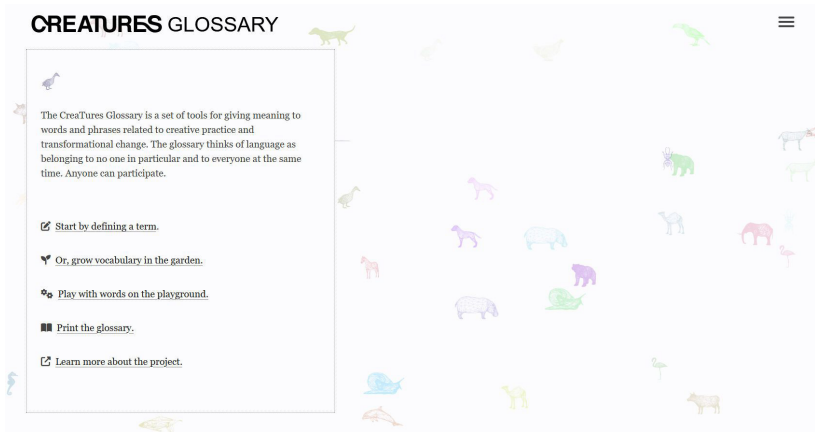 CREATURES GLOSSARY
The CreaTures Glossary is a set of tools for giving meaning to
words and phrases related to creative practice and
transformational change. The glossary thinks of language as
belonging to no one in particular and to everyone at the same
time. Anyone can participate.
Start by defining a term.
Or, grow vocabulary in the garden.
Play with words on the playground.
Print the glossary.
Learn more about the project.